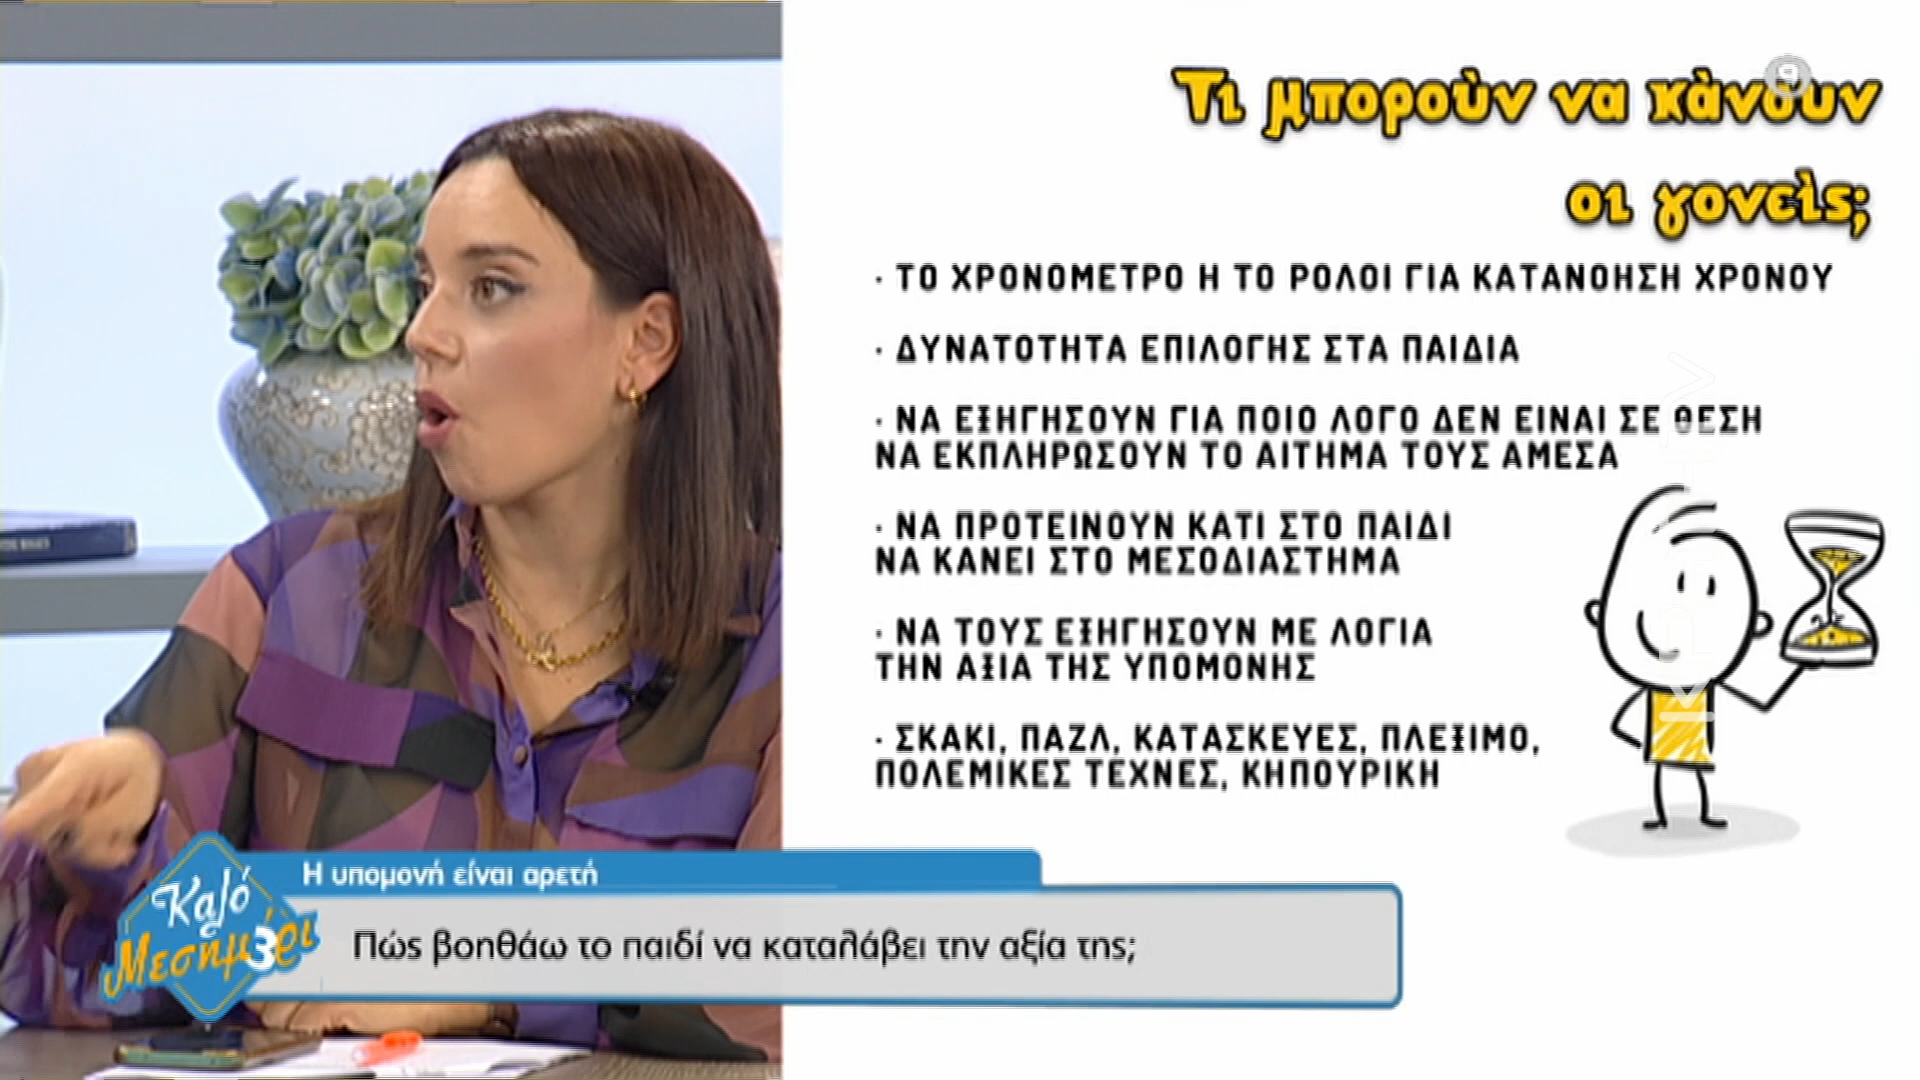 Τι μπορούν να κάνουν
οι γονείς;
· ΤΟ ΧΡΟΝΟΜΕΤΡΟ Η ΤΟ ΡΟΛΟΙ ΓΙΑ ΚΑΤΑΝΟΗΣΗ ΧΡΟΝΟΥ
· ΔΥΝΑΤΟΤΗΤΑ ΕΠΙΛΟΓΗΣ ΣΤΑ ΠΑΙΔΙΑ
· ΝΑ ΕΞΗΓΗΣΟΥΝ ΓΙΑ ΠΟΙΟ ΛΟΓΟ ΔΕΝ ΕΙΝΑΙ ΣΕ ΘΕΣΗ
ΝΑ ΕΚΠΛΗΡΩΣΟΥΝ ΤΟ ΑΙΤΗΜΑ ΤΟΥΣ ΑΜΕΣΑ
· ΝΑ ΠΡΟΤΕΙΝΟΥΝ ΚΑΤΙ ΣΤΟ ΠΑΙΔΙ
ΝΑ ΚΑΝΕΙ ΣΤΟ ΜΕΣΟΔΙΑΣΤΗΜΑ
· ΝΑ ΤΟΥΣ ΕΞΗΓΗΣΟΥΝ ΜΕ ΛΟΓΙΑ
ΤΗΝ ΑΞΙΑ ΤΗΣ ΥΠΟΜΟΝΗΣ
· ΣΚΑΚΙ, ΠΑΖΛ, ΚΑΤΑΣΚΕΥΕΣ, ΠΛΕΞΙΜΟ,
ΠΟΛΕΜΙΚΕΣ ΤΕΧΝΕΣ, ΚΗΠΟΥΡΙΚΗ
Η υπομονή είναι αρετή
Πώς βοηθάω το παιδί να καταλάβει την αξία της;
Καλό
Μεσημ3ρι